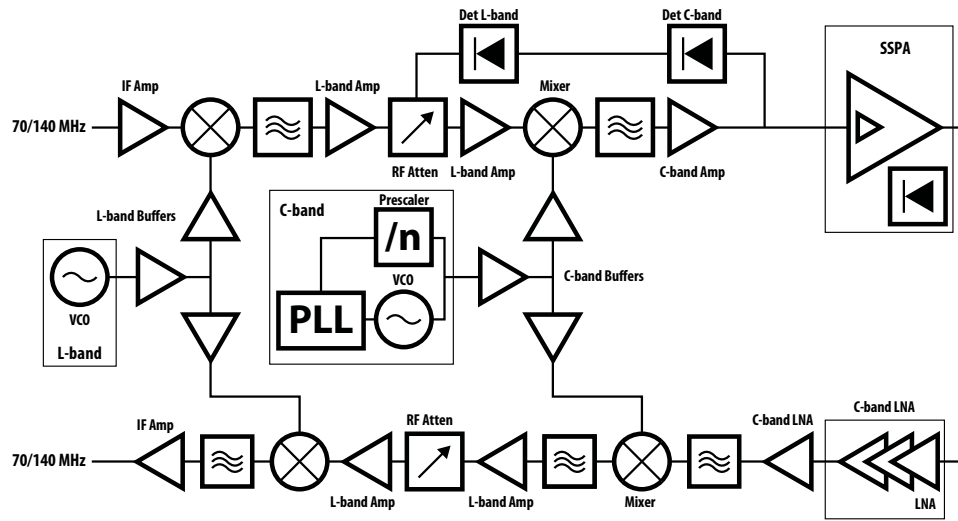 Det L-band
Det C-band
SSPA
IF Amp
L-band Amp
Mixer
70/140 MHz
RF Atten
L-band Amp
C-band Amp
L-band Buffers
C-band
Prescaler
/n
C-band Buffers
VCO
PLL
VCO
L-band
IF Amp
RF Atten
C-band LNA
C-band LNA
70/140 MHz
L-band Amp
L-band Amp
Mixer
LNA